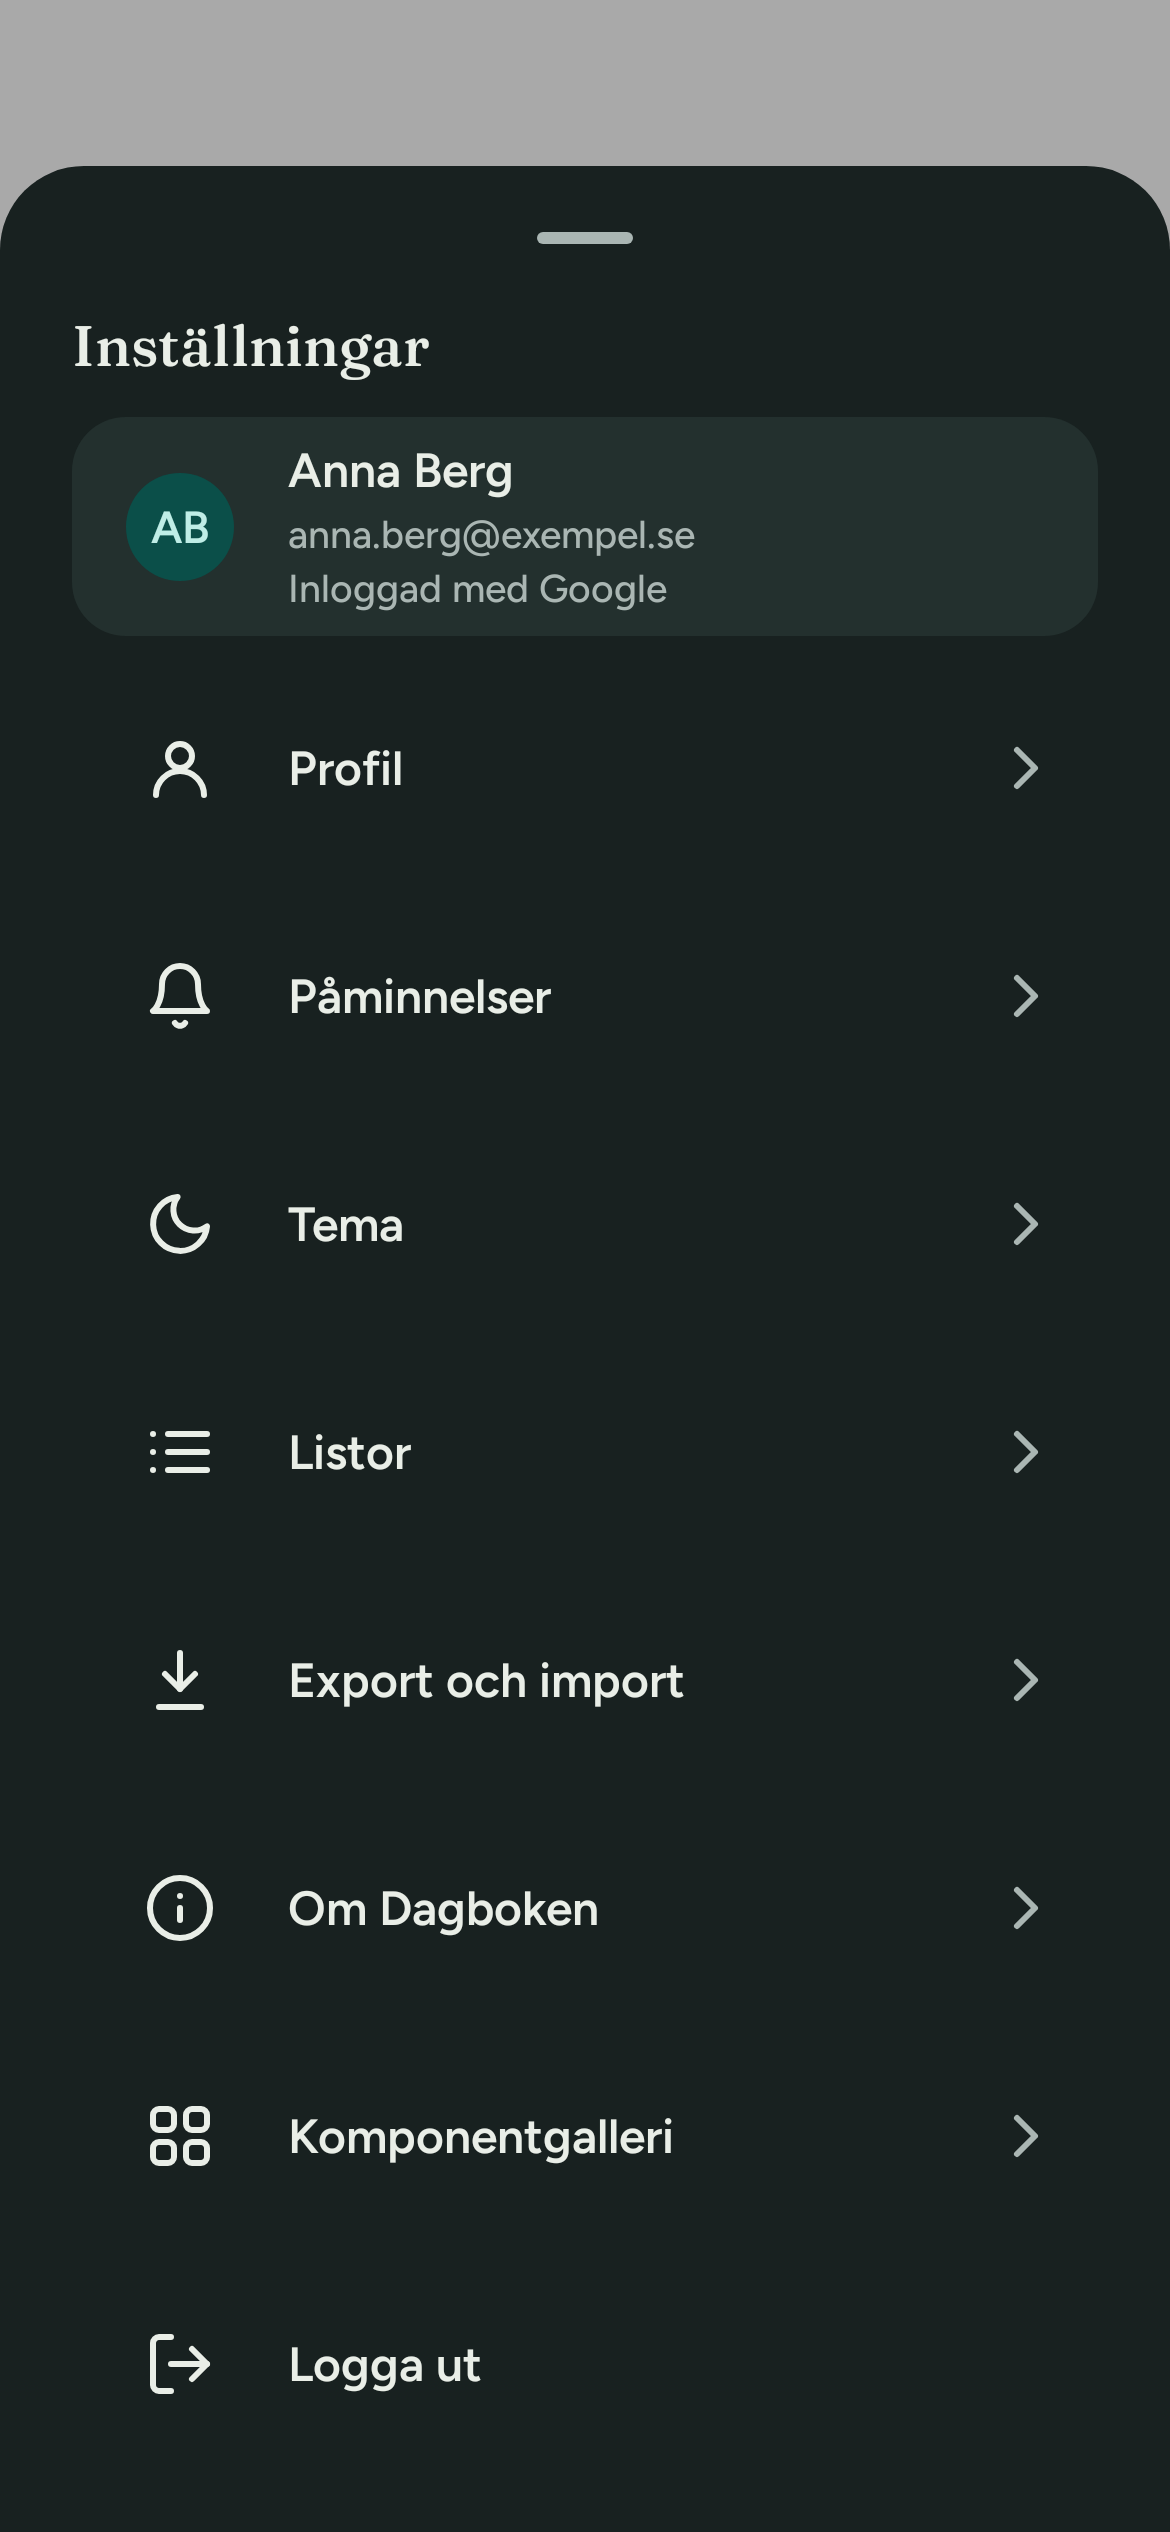 Inställningar
AB
Anna Berg
anna.berg@exempel.se
Inloggad med Google
Profil
Påminnelser
Tema
Listor
Export och import
Om Dagboken
Komponentgalleri
Logga ut